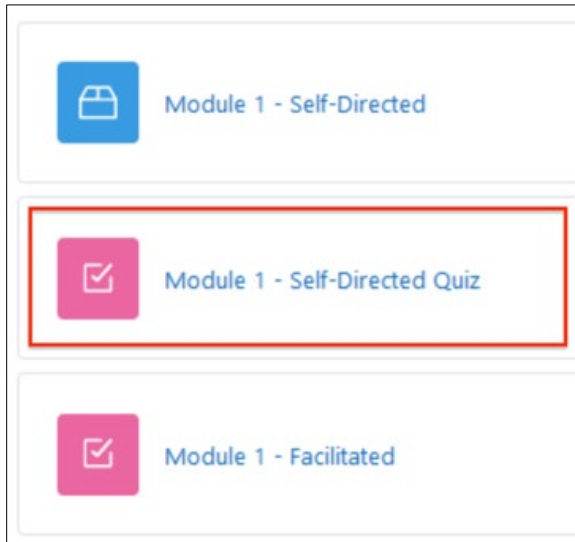 Module 1 - Self-Directed
Module 1 - Self-Directed Quiz
Module 1 - Facilitated